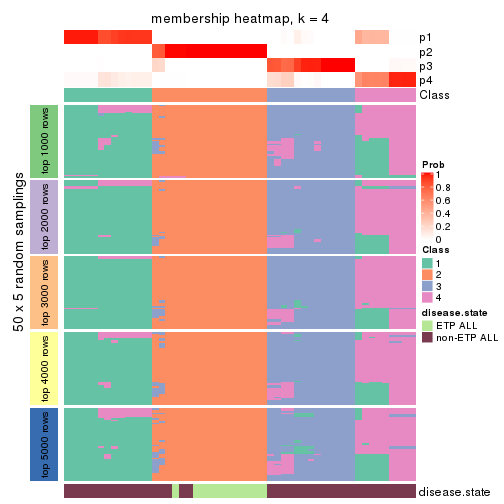 membership heatmap, k = 4
p1
p2
p3
p4
Class
50 x 5 random samplings
top 1000 rows
top 2000 rows
top 3000 rows
top 4000 rows
top 5000 rows
Prob
1
0.8
0.6
0.4
0.2
0
Class
1
2
3
4
disease.state
ETP ALL
non-ETP ALL
disease.state